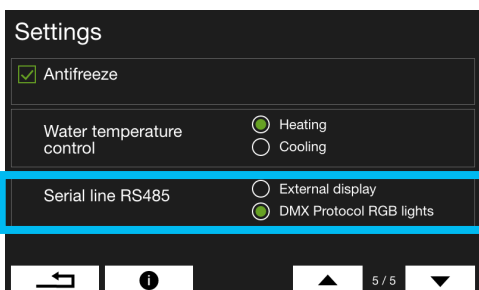 Settings
Antifreeze
Water temperature
control
Heating
Cooling
Serial line RS485
External display
DMX Protocol RGB lights
5 / 5